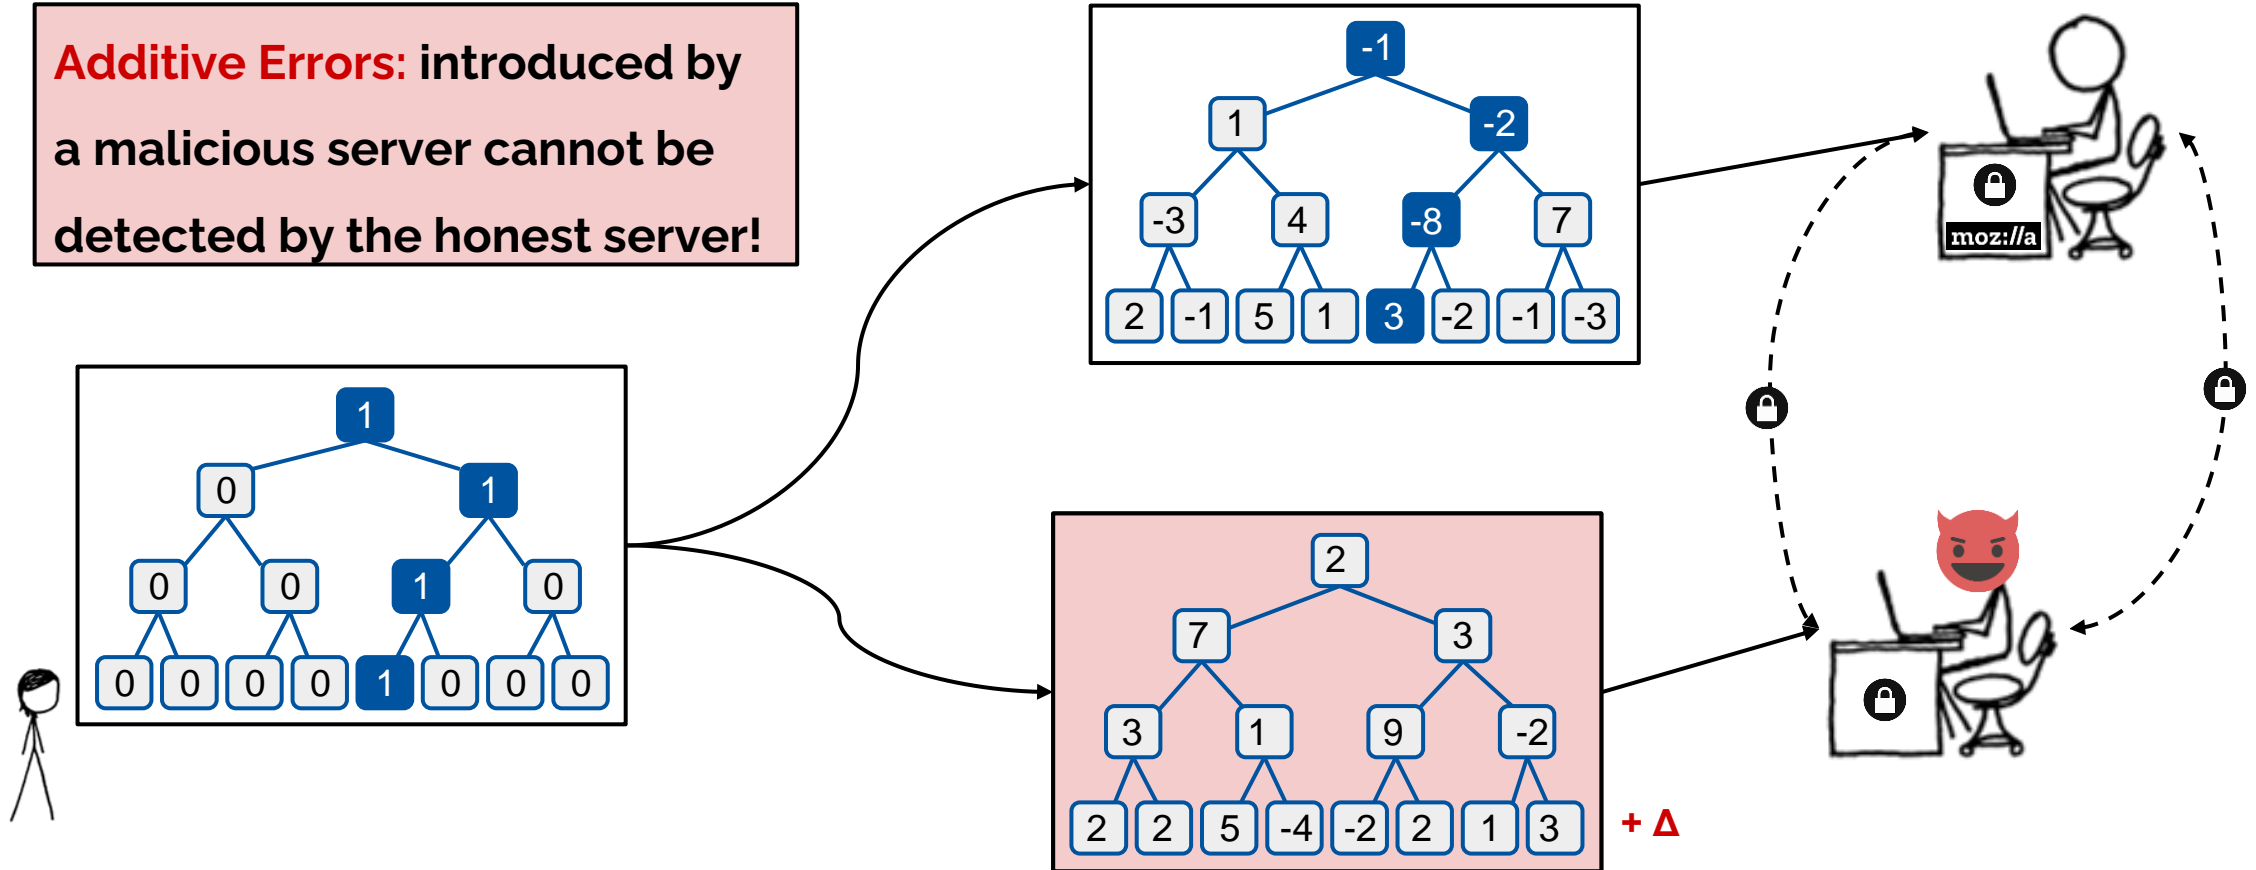 Additive Errors: introduced by
a malicious server cannot be
detected by the honest server!
-1
1 -2
-3 4 -8 7
2 -1 5 1 3 -2 -1 -3
moz://a
1
0 1
0 0 1 0
0 0 0 0 1 0 0 0
2
7 3
3 1 9 -2
2 2 5 -4 -2 2 1 3
+ Δ